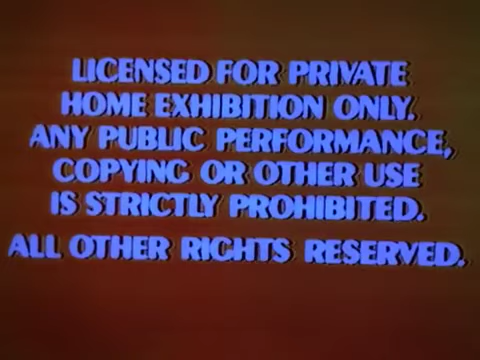 LICENSED FOR PRIVATE
HOME EXHIBITION ONLY.
ANY PUBLIC PERFORMANCE,
COPYING OR OTHER USE
IS STRICTLY PROHIBITED.
ALL OTHER RIGHTS RESERVED.